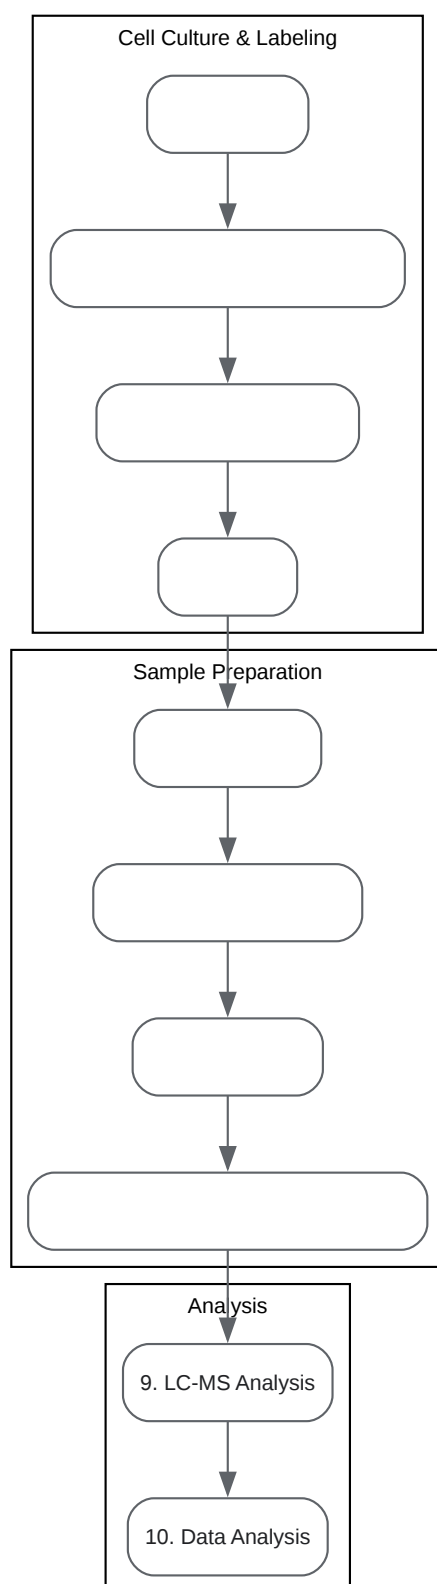 Cell Culture & Labeling
Sample Preparation
Analysis
9. LC-MS Analysis
10. Data Analysis